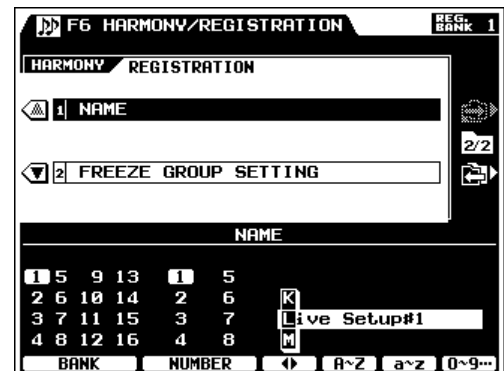 F6 HARMONY/REGISTRATION
REG. BANK 1
HARMONY REGISTRATION
1 NAME
2/2
2 FREEZE GROUP SETTING
NAME
1 5 9 13 1 5
2 6 10 14 2 6 K
3 7 11 15 3 7 Live Setup#1
4 8 12 16 4 8 M
BANK NUMBER A~Z a~z 0~9…